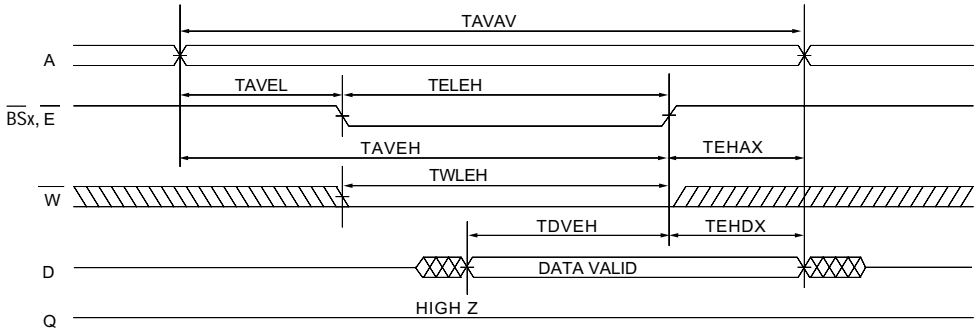 TAVAV
A
TAVEL TELEH
BSx, E
TAVEH TEHAX
W TWLEH
TDVEH TEHDX
D DATA VALID
HIGH Z
Q